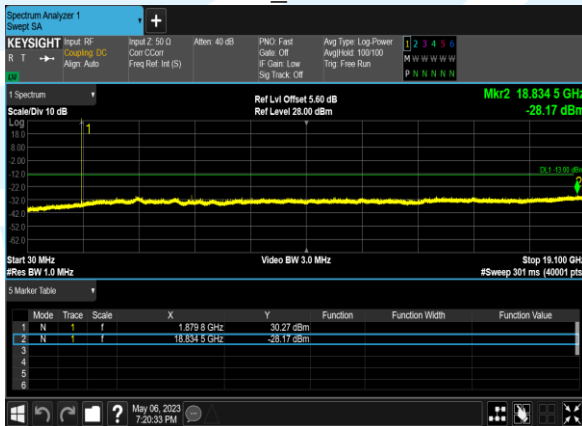 Spectrum Analyzer 1
Swept SA
+
KEYSIGHT Input: RF Input Z: 50 Ω Atten: 40 dB PNO: Fast Avg Type: Log-Power 1 2 3 4 5 6
R T Coupling: DC Corr CCorr Gate: Off Avg|Hold: 100/100 M W W W W W
Align: Auto Freq Ref: Int (S) IF Gain: Low Trig: Free Run
LXI Sig Track: Off P N N N N N
1 Spectrum Ref Lvl Offset 5.60 dB Mkr2 18.834 5 GHz
Scale/Div 10 dB Ref Level 28.00 dBm -28.17 dBm
Log
18.0
8.00
-2.00
-12.0
-22.0
-32.0
-42.0
-52.0
-62.0
1
DL1 -13.00 dBm
2
Start 30 MHz Video BW 3.0 MHz Stop 19.100 GHz
#Res BW 1.0 MHz #Sweep 301 ms (40001 pts)
5 Marker Table
Mode Trace Scale X Y Function Function Width Function Value
1 N 1 f 1.879 8 GHz 30.27 dBm
2 N 1 f 18.834 5 GHz -28.17 dBm
3
4
5
6
? May 06, 2023
7:20:33 PM